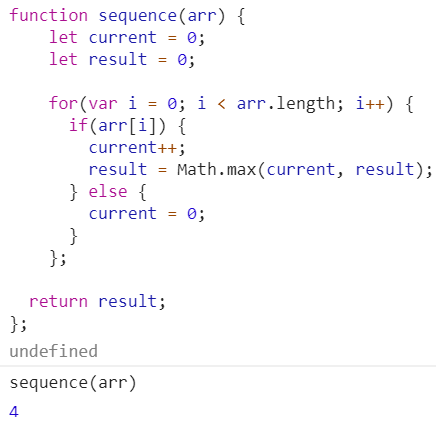 function sequence(arr) {
    let current = 0;
    let result = 0;

    for(var i = 0; i < arr.length; i++) {
      if(arr[i]) {
        current++;
        result = Math.max(current, result);
      } else {
        current = 0;
      }
    };

  return result;
};
undefined
sequence(arr)
4